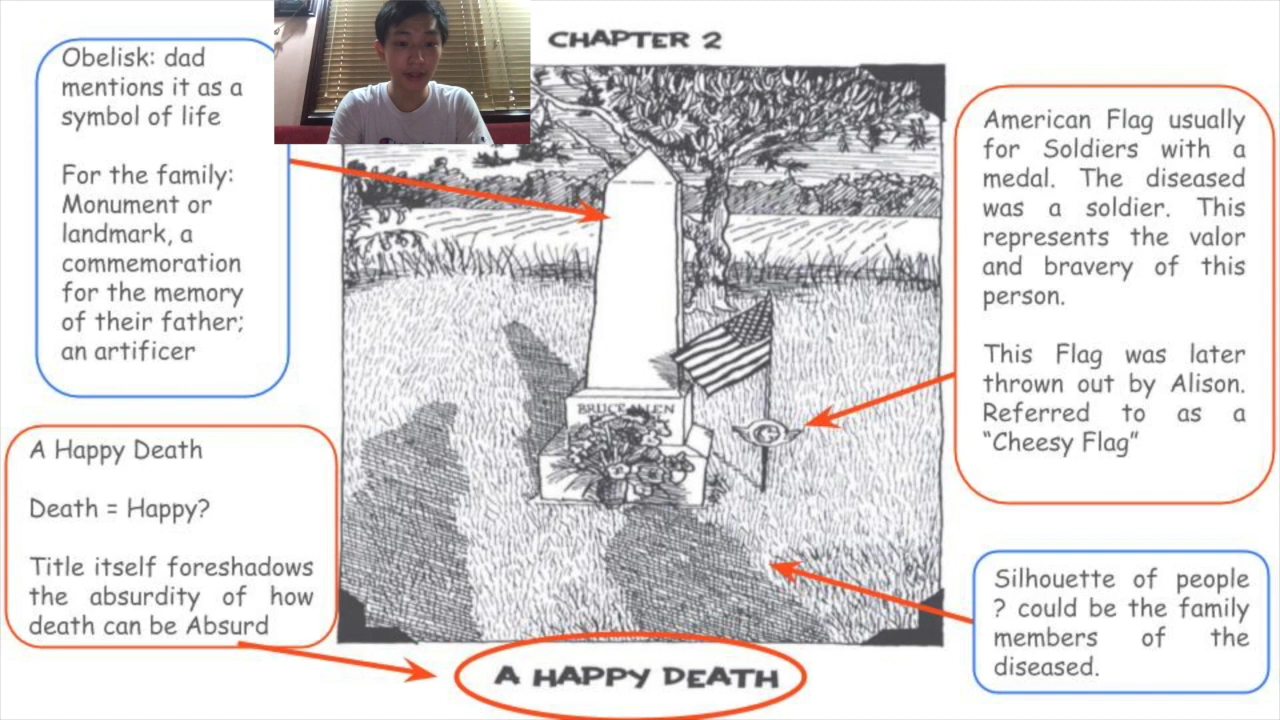 CHAPTER 2
Obelisk: dad
mentions it as a
symbol of life
For the family:
Monument or
landmark, a
commemoration
for the memory
of their father;
an artificer
American Flag usually
for Soldiers with a
medal. The diseased
was a soldier. This
represents the valor
and bravery of this
person.
This Flag was later
thrown out by Alison.
Referred to as a
“Cheesy Flag”
BRUCE ALLEN
A Happy Death
Death = Happy?
Title itself foreshadows
the absurdity of how
death can be Absurd
Silhouette of people
? could be the family
members of the
diseased.
A HAPPY DEATH